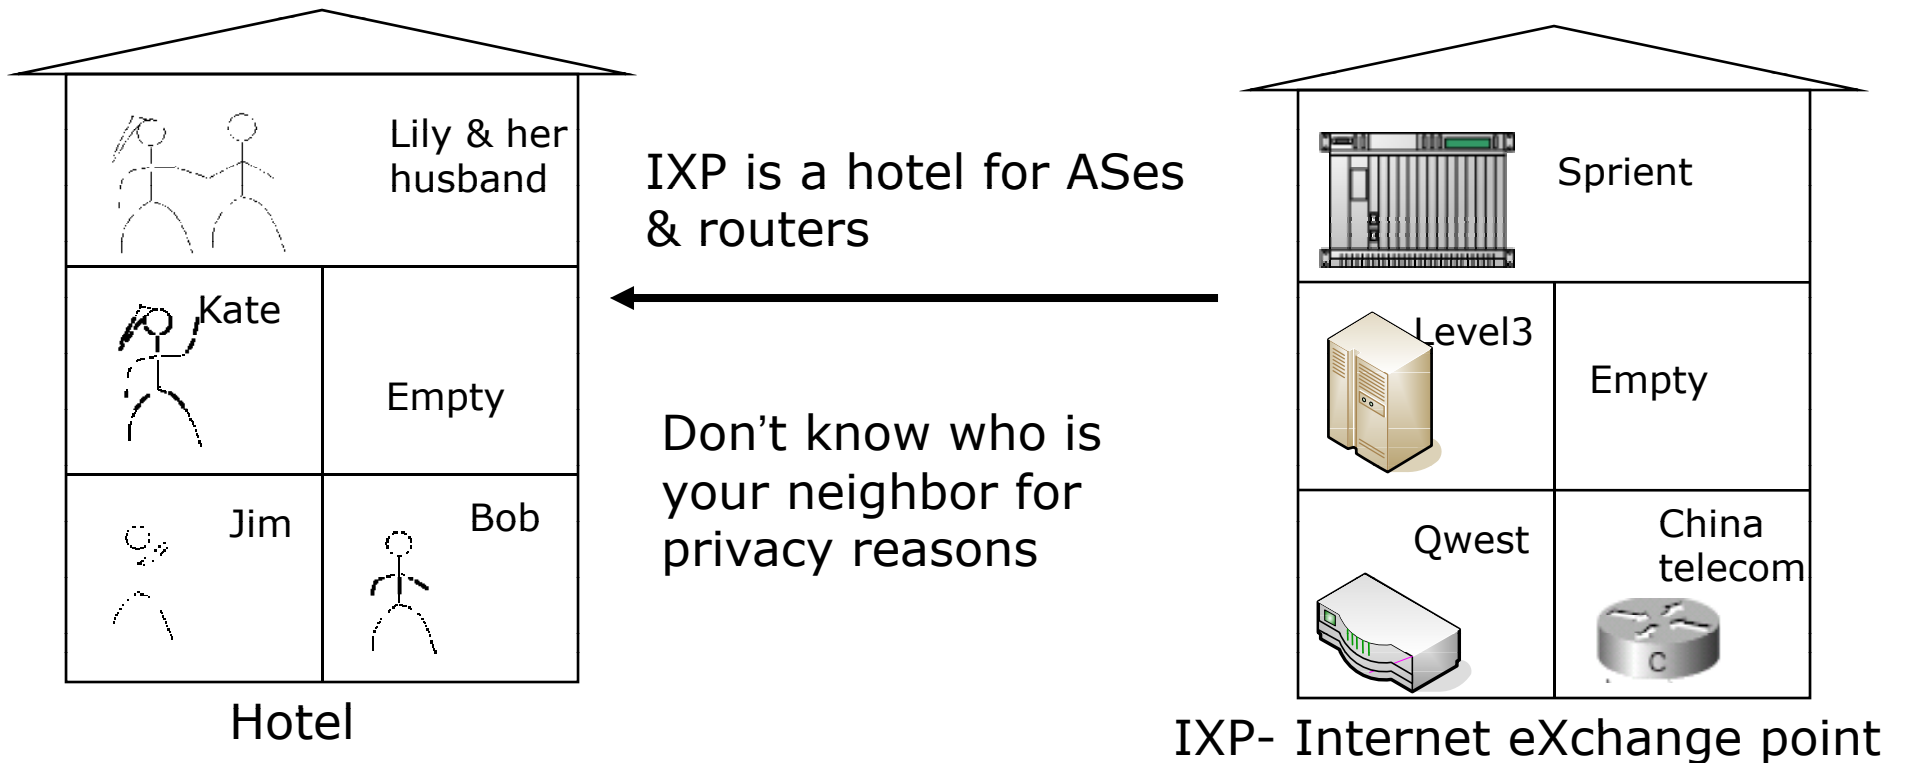 Lily & her
husband
Kate
Empty
Jim
Bob
Hotel
IXP is a hotel for ASes
& routers
Don’t know who is
your neighbor for
privacy reasons
Sprient
Level3
Empty
Qwest
China
telecom
C
IXP- Internet eXchange point